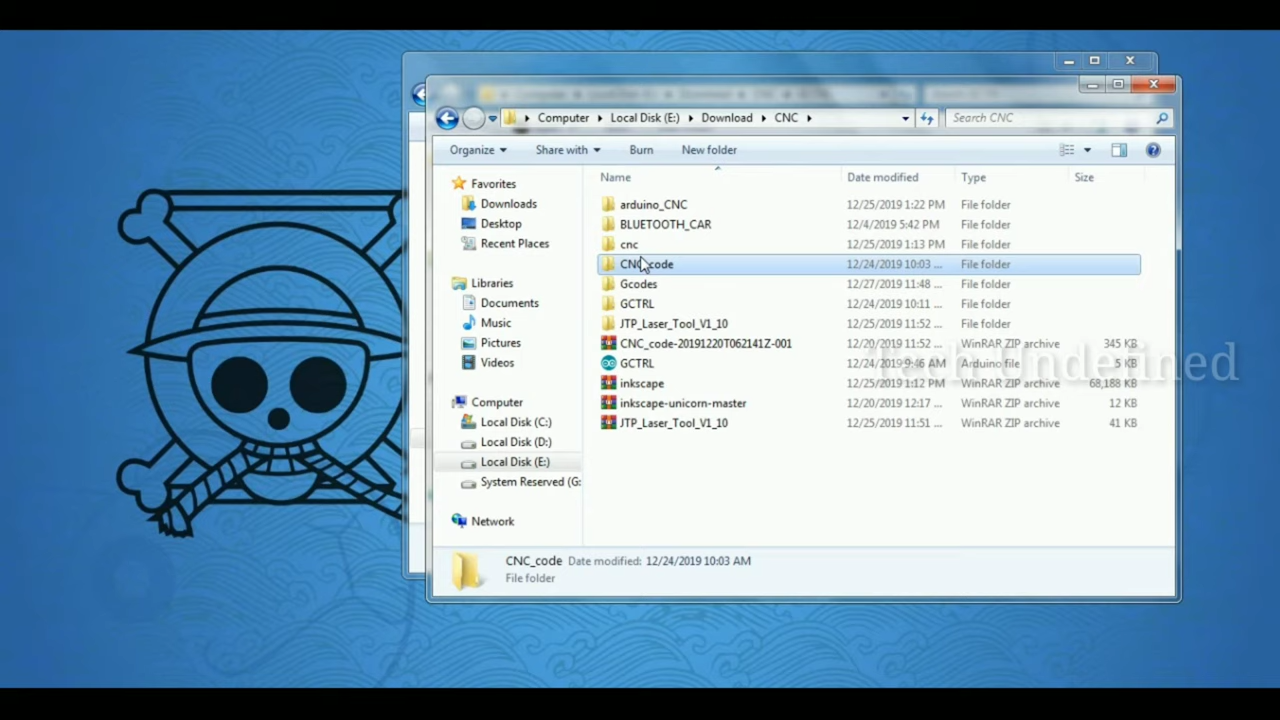 Computer ▸ Local Disk (E:) ▸ Download ▸ CNC ▸ Search CNC
Organize Share with Burn New folder
Favorites
Downloads
Desktop
Recent Places
Libraries
Documents
Music
Pictures
Videos
Computer
Local Disk (C:)
Local Disk (D:)
Local Disk (E:)
System Reserved (G:
Network
Name Date modified Type Size
arduino_CNC 12/25/2019 1:22 PM File folder
BLUETOOTH_CAR 12/4/2019 5:42 PM File folder
cnc 12/25/2019 1:13 PM File folder
CNC_code 12/24/2019 10:03 ... File folder
Gcodes 12/27/2019 11:48 ... File folder
GCTRL 12/24/2019 10:11 ... File folder
JTP_Laser_Tool_V1_10 12/25/2019 11:52 ... File folder
CNC_code-20191220T062141Z-001 12/20/2019 11:52 ... WinRAR ZIP archive 345 KB
GCTRL 12/24/2019 9:46 AM Arduino file 5 KB
inkscape 12/25/2019 1:12 PM WinRAR ZIP archive 68,188 KB
inkscape-unicorn-master 12/20/2019 12:17 ... WinRAR ZIP archive 12 KB
JTP_Laser_Tool_V1_10 12/25/2019 11:51 ... WinRAR ZIP archive 41 KB
Tech Undefined
CNC_code Date modified: 12/24/2019 10:03 AM
File folder